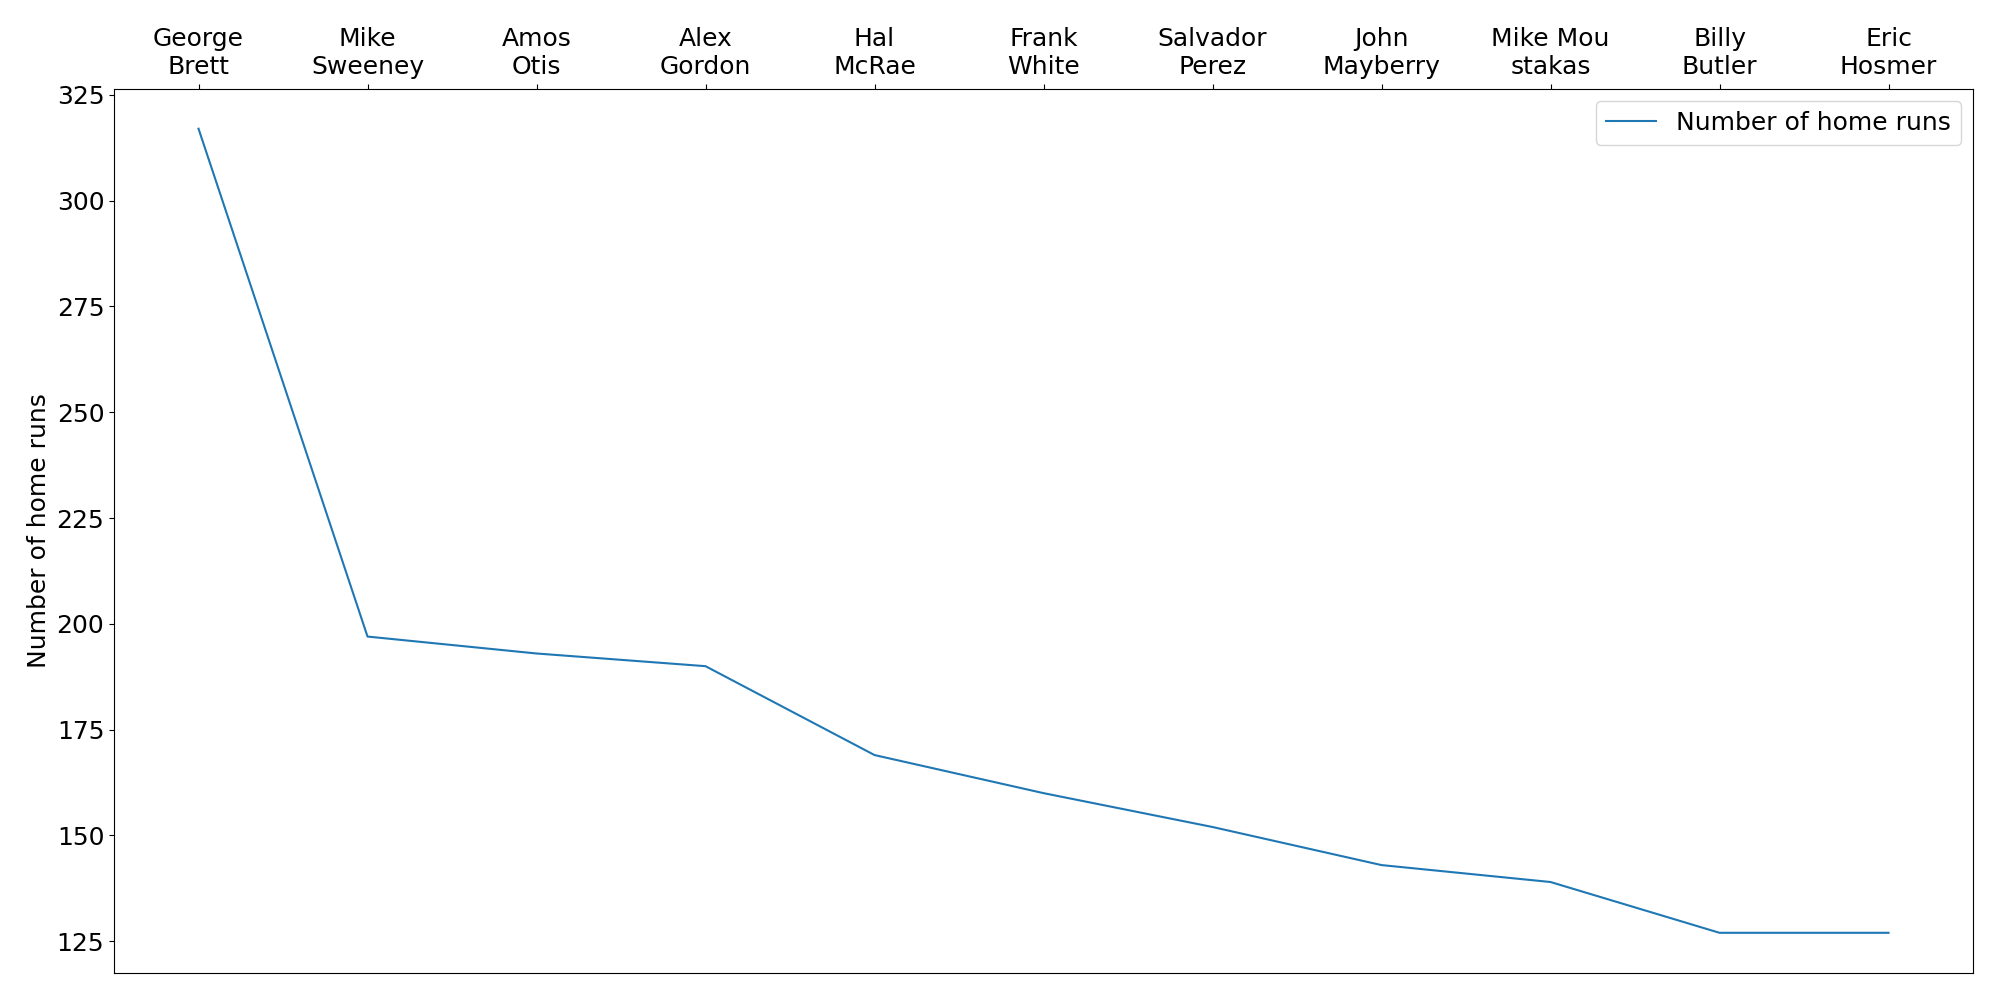 George
Brett
Mike
Sweeney
Amos
Otis
Alex
Gordon
Hal
McRae
Frank
White
Salvador
Perez
John
Mayberry
Mike Mou
stakas
Billy
Butler
Eric
Hosmer
Number of home runs
325
300
275
250
225
200
175
150
125
Number of home runs